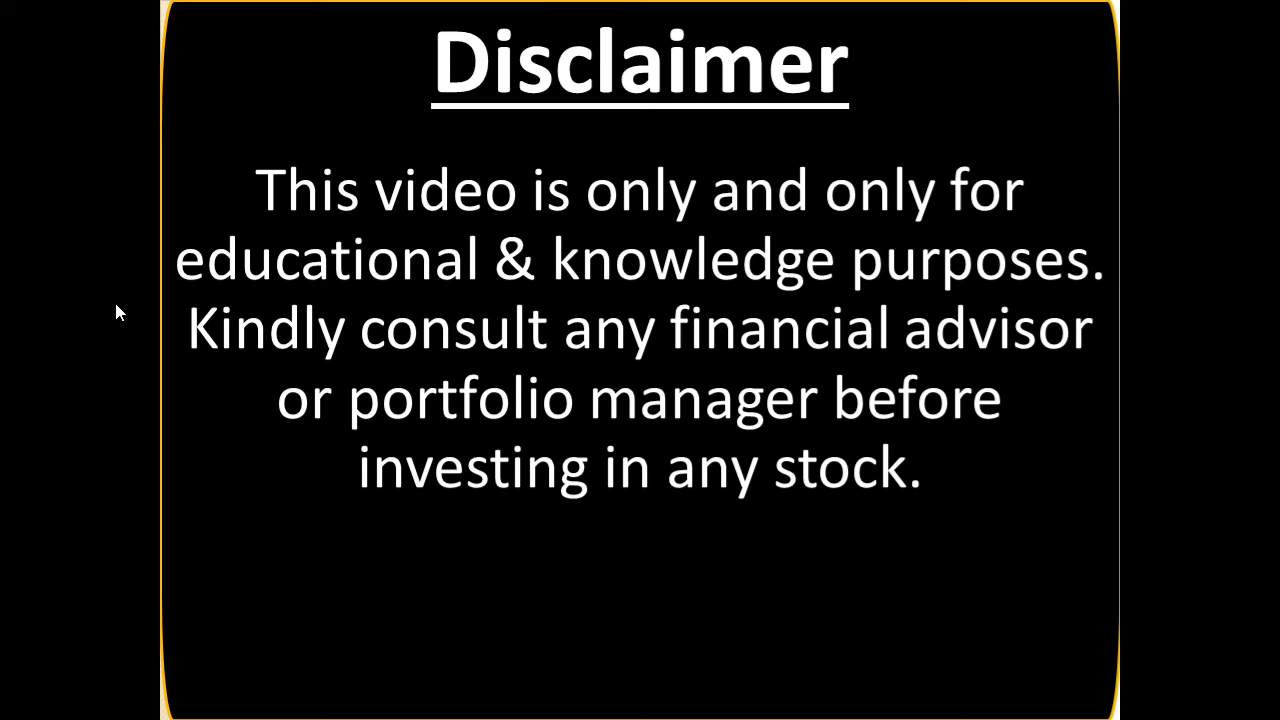 Disclaimer
This video is only and only for
educational & knowledge purposes.
Kindly consult any financial advisor
or portfolio manager before
investing in any stock.